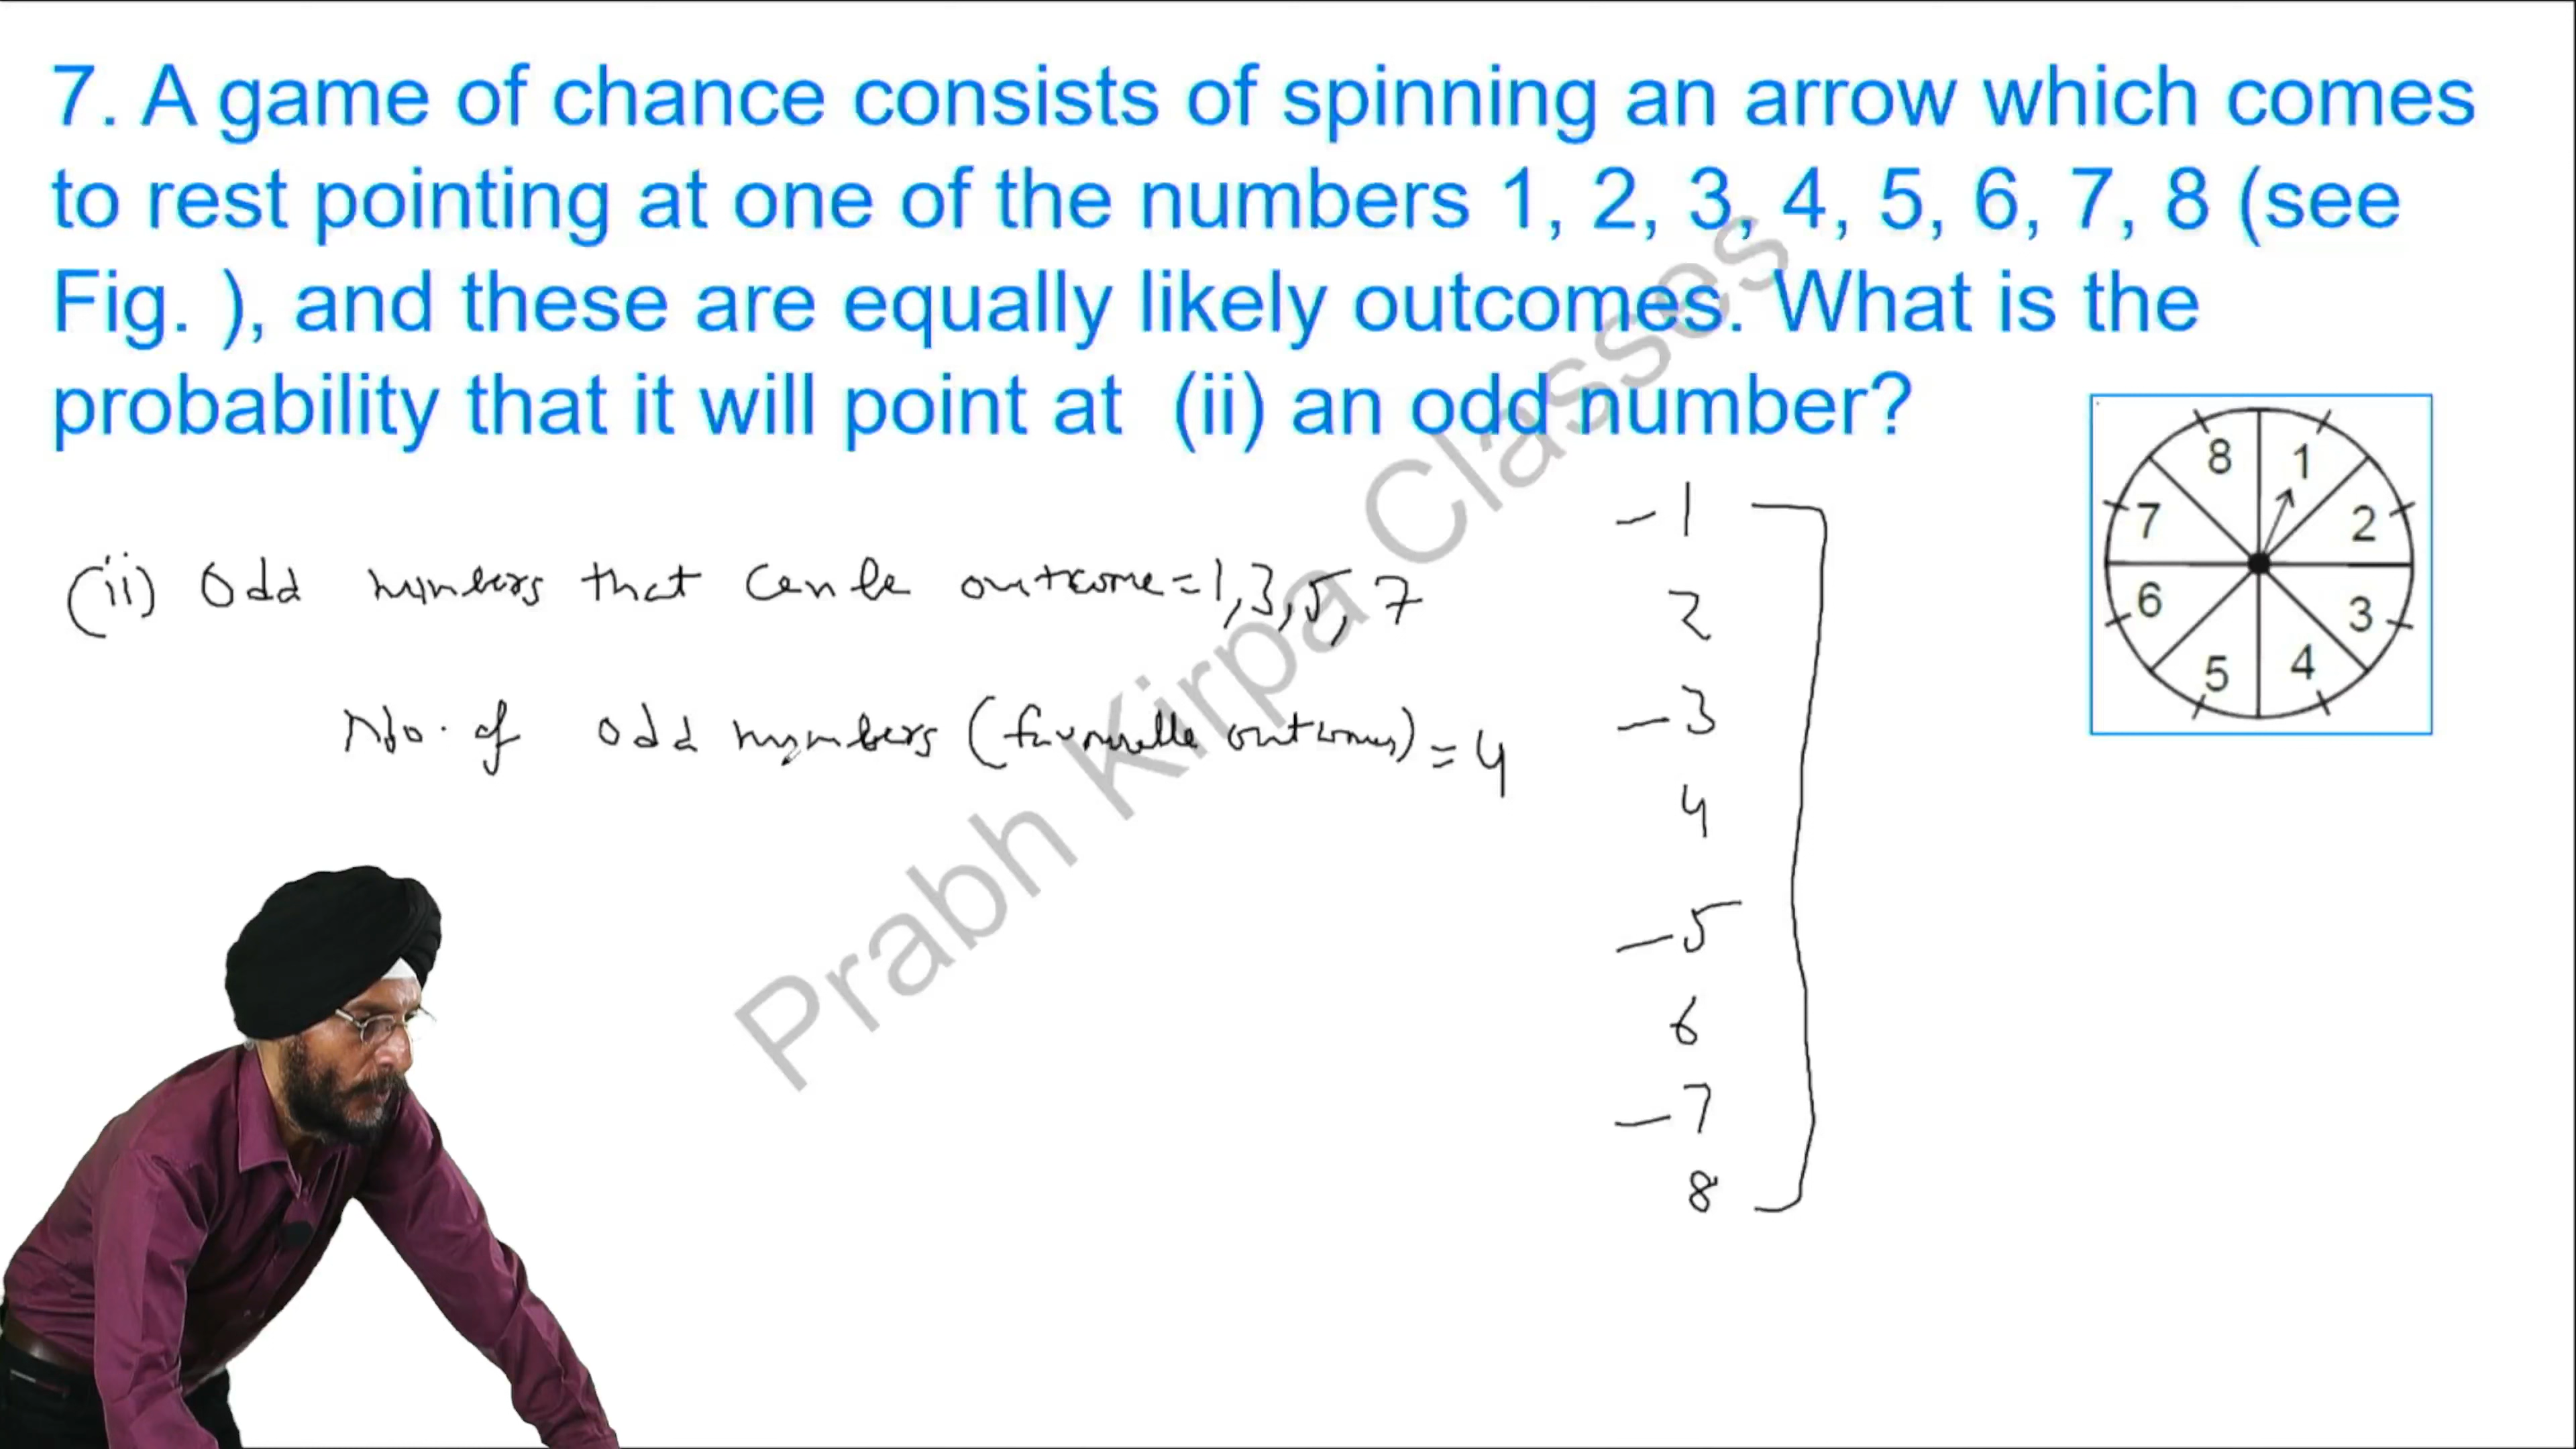 7. A game of chance consists of spinning an arrow which comes
to rest pointing at one of the numbers 1, 2, 3, 4, 5, 6, 7, 8 (see
Fig. ), and these are equally likely outcomes. What is the
probability that it will point at (ii) an odd number?
(ii) Odd numbers that can be outcome = 1, 3, 5, 7
No. of odd numbers (favourable outcomes) = 4
– 1
2
– 3
4
– 5
6
– 7
8
8 1
7 2
6 3
5 4
Prabh Kirpa Classes